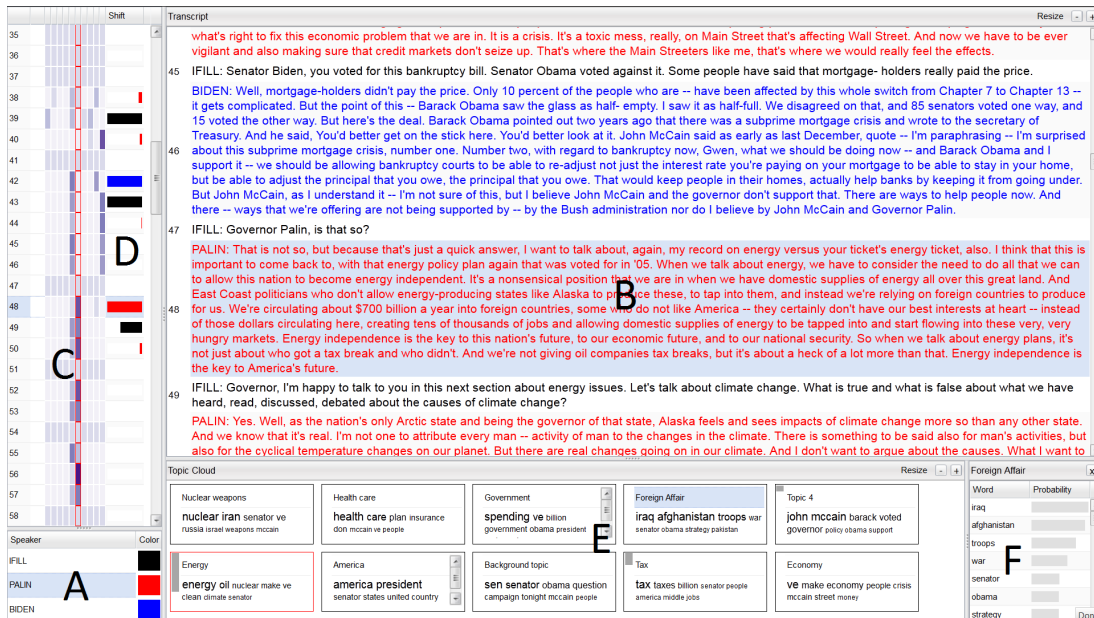 Shift
35
36
37
38
39
40
41
42
43
44
45
46
47
48
49
50
51
52
53
54
55
56
57
58
D
C
Speaker Color
IFILL
PALIN
BIDEN
A
Transcript Resize - +
what's right to fix this economic problem that we are in. It is a crisis. It's a toxic mess, really, on Main Street that's affecting Wall Street. And now we have to be ever
vigilant and also making sure that credit markets don't seize up. That's where the Main Streeters like me, that's where we would really feel the effects.
45 IFILL: Senator Biden, you voted for this bankruptcy bill. Senator Obama voted against it. Some people have said that mortgage- holders really paid the price.
BIDEN: Well, mortgage-holders didn't pay the price. Only 10 percent of the people who are -- have been affected by this whole switch from Chapter 7 to Chapter 13 --
it gets complicated. But the point of this -- Barack Obama saw the glass as half- empty. I saw it as half-full. We disagreed on that, and 85 senators voted one way, and
15 voted the other way. But here's the deal. Barack Obama pointed out two years ago that there was a subprime mortgage crisis and wrote to the secretary of
Treasury. And he said, You'd better get on the stick here. You'd better look at it. John McCain said as early as last December, quote -- I'm paraphrasing -- I'm surprised
46 about this subprime mortgage crisis, number one. Number two, with regard to bankruptcy now, Gwen, what we should be doing now -- and Barack Obama and I
support it -- we should be allowing bankruptcy courts to be able to re-adjust not just the interest rate you're paying on your mortgage to be able to stay in your home,
but be able to adjust the principal that you owe, the principal that you owe. That would keep people in their homes, actually help banks by keeping it from going under.
But John McCain, as I understand it -- I'm not sure of this, but I believe John McCain and the governor don't support that. There are ways to help people now. And
there -- ways that we're offering are not being supported by -- by the Bush administration nor do I believe by John McCain and Governor Palin.
47 IFILL: Governor Palin, is that so?
PALIN: That is not so, but because that's just a quick answer, I want to talk about, again, my record on energy versus your ticket's energy ticket, also. I think that this is
important to come back to, with that energy policy plan again that was voted for in '05. When we talk about energy, we have to consider the need to do all that we can
to allow this nation to become energy independent. It's a nonsensical position that we are in when we have domestic supplies of energy all over this great land. And
48 East Coast politicians who don't allow energy-producing states like Alaska to produce these, to tap into them, and instead we're relying on foreign countries to produce
for us. We're circulating about $700 billion a year into foreign countries, some who do not like America -- they certainly don't have our best interests at heart -- instead
of those dollars circulating here, creating tens of thousands of jobs and allowing domestic supplies of energy to be tapped into and start flowing into these very, very
hungry markets. Energy independence is the key to this nation's future, to our economic future, and to our national security. So when we talk about energy plans, it's
not just about who got a tax break and who didn't. And we're not giving oil companies tax breaks, but it's about a heck of a lot more than that. Energy independence is
the key to America's future.
B
49 IFILL: Governor, I'm happy to talk to you in this next section about energy issues. Let's talk about climate change. What is true and what is false about what we have
heard, read, discussed, debated about the causes of climate change?
PALIN: Yes. Well, as the nation's only Arctic state and being the governor of that state, Alaska feels and sees impacts of climate change more so than any other state.
And we know that it's real. I'm not one to attribute every man -- activity of man to the changes in the climate. There is something to be said also for man's activities, but
also for the cyclical temperature changes on our planet. But there are real changes going on in our climate. And I don't want to argue about the causes. What I want to
Topic Cloud Resize - +
Nuclear weapons
nuclear iran senator ve
russia israel weapons mccain
Health care
health care plan insurance
don mccain ve people
Government
spending ve billion
government obama president
Foreign Affair
iraq afghanistan troops war
senator obama strategy pakistan
Topic 4
john mccain barack voted
governor policy obama support
E
Energy
energy oil nuclear make ve
clean climate senator
America
america president
senator states united country
Background topic
sen senator obama question
campaign tonight mccain people
Tax
tax taxes billion senator people
america middle jobs
Economy
ve make economy people crisis
mccain street money
Foreign Affair x
Word Probability
iraq
afghanistan
troops
war
senator
obama
strategy
F